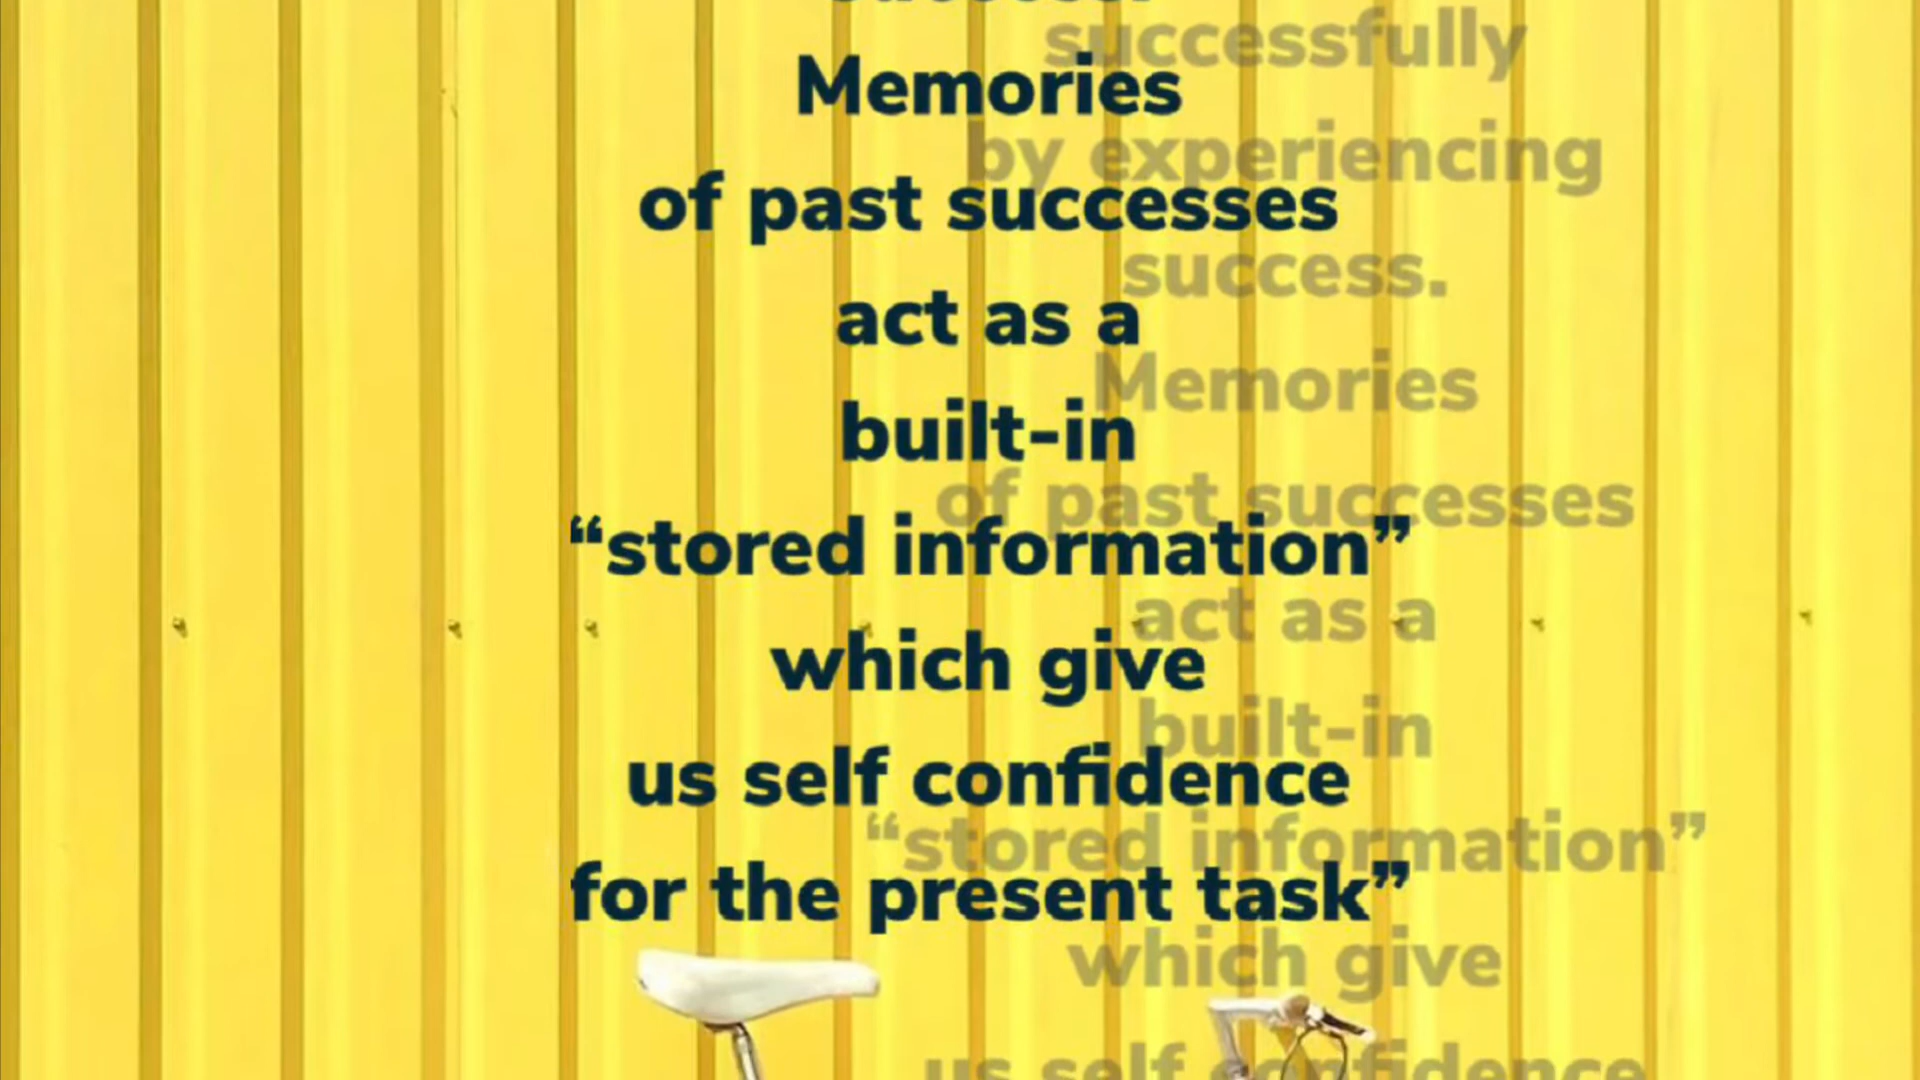 Memories
of past successes
act as a
built-in
“stored information”
which give
us self confidence
for the present task”
successfully
by experiencing
success.
Memories
of past successes
act as a
built-in
“stored information”
which give
us self confidence